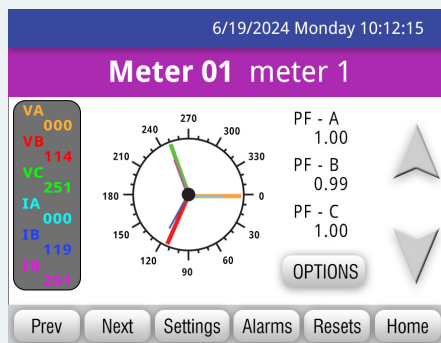 6/19/2024 Monday 10:12:15
Meter 01 meter 1
VA
000
VB
114
VC
251
IA
000
IB
119
IB
251
270
240
300
210
330
180
0
150
30
120
60
90
PF - A
1.00
PF - B
0.99
PF - C
1.00
OPTIONS
Prev Next Settings Alarms Resets Home